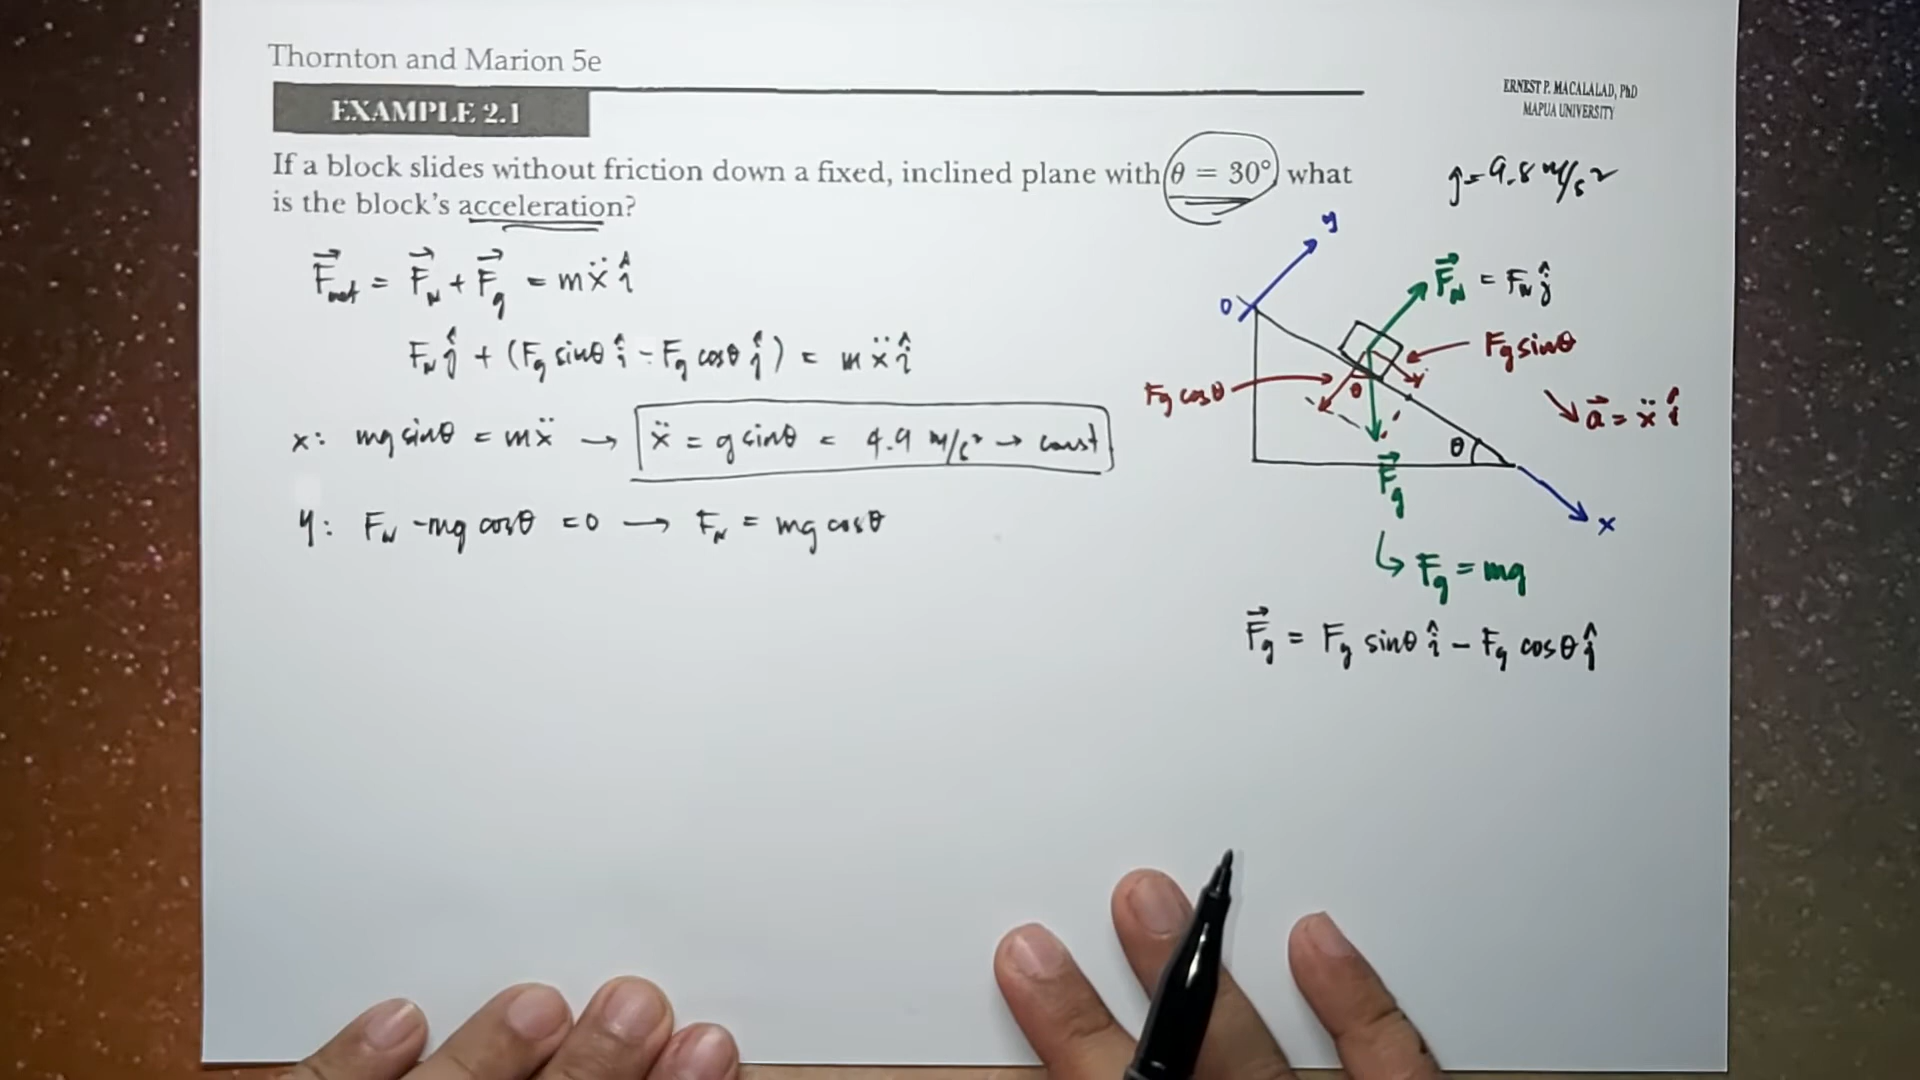 Thornton and Marion 5e
ERNEST P. MACALALAD, PhD
MAPUA UNIVERSITY
EXAMPLE 2.1
If a block slides without friction down a fixed, inclined plane with θ = 30°, what
is the block's acceleration?
g = 9.8 m/s²
F⃗net = F⃗N + F⃗g = mẍ î
FN ĵ + (Fg sinθ î − Fg cosθ ĵ) = mẍ î
x: mg sinθ = mẍ → ẍ = g sinθ = 4.9 m/s² → const
y: FN − mg cosθ = 0 → FN = mg cosθ
y
O
F⃗N = FN ĵ
Fg sinθ
Fg cosθ
θ
a⃗ = ẍ î
θ
F⃗g
x
↳ Fg = mg
F⃗g = Fg sinθ î − Fg cosθ ĵ